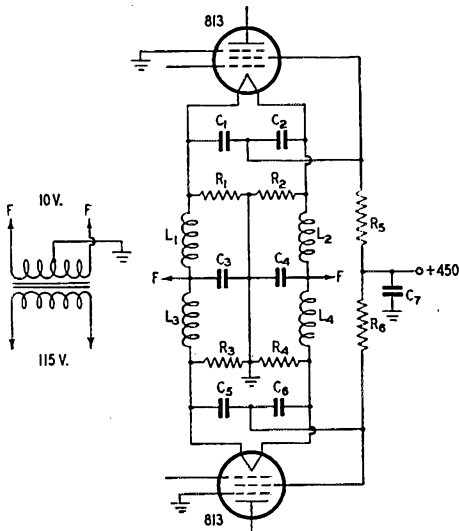 813
C1
C2
R1
R2
R5
F
10 V.
F
L1
L2
C3
C4
F
F
+450
C7
L3
L4
R6
115 V.
R3
R4
C5
C6
813